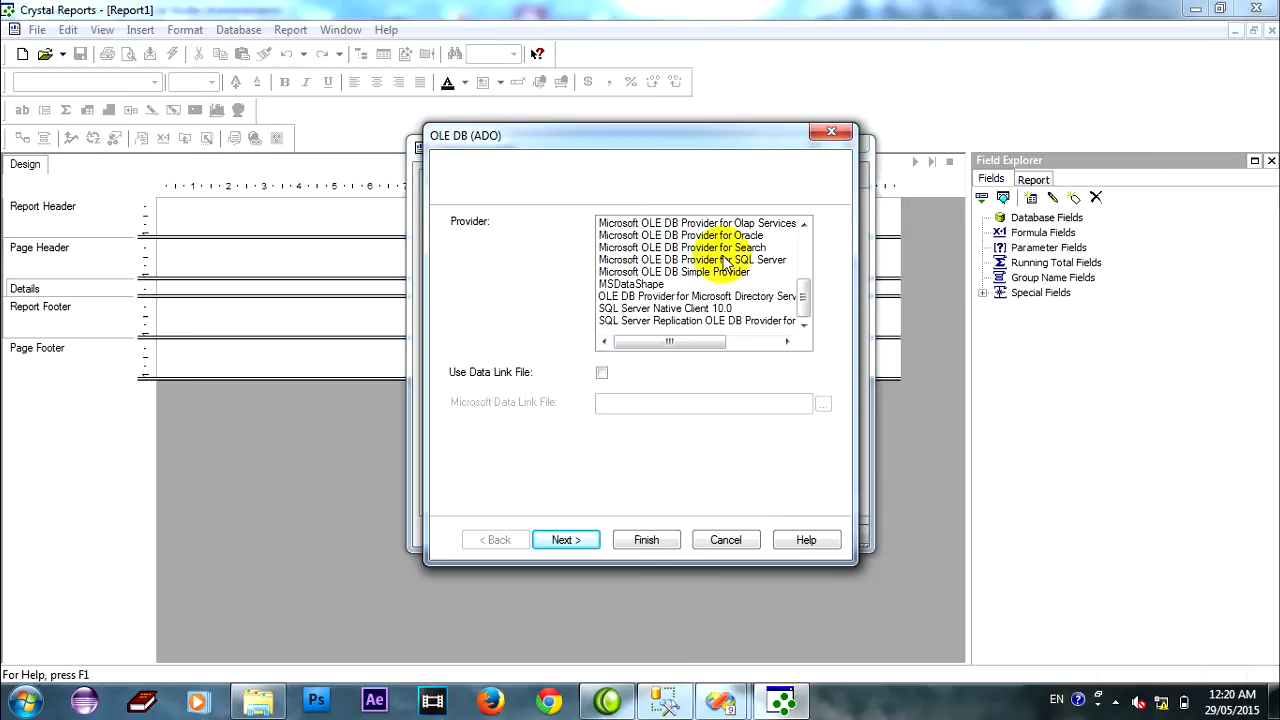 Crystal Reports - [Report1]
File Edit View Insert Format Database Report Window Help
Design
Report Header
Page Header
Details
Report Footer
Page Footer
OLE DB (ADO)
Provider:
Microsoft OLE DB Provider for Olap Services
Microsoft OLE DB Provider for Oracle
Microsoft OLE DB Provider for Search
Microsoft OLE DB Provider for SQL Server
Microsoft OLE DB Simple Provider
MSDataShape
OLE DB Provider for Microsoft Directory Serv
SQL Server Native Client 10.0
SQL Server Replication OLE DB Provider for
Use Data Link File:
Microsoft Data Link File:
...
< Back Next > Finish Cancel Help
Field Explorer
Fields Report
Database Fields
Formula Fields
Parameter Fields
Running Total Fields
Group Name Fields
Special Fields
For Help, press F1
EN
12:20 AM
29/05/2015